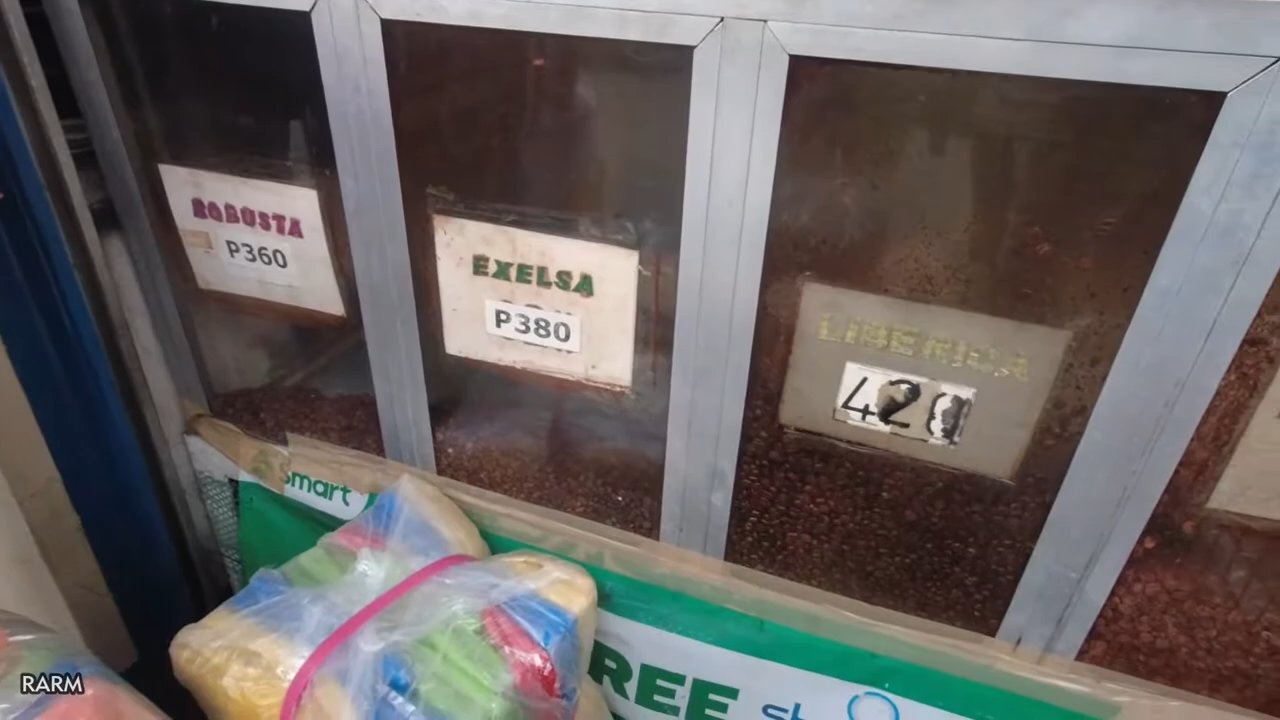 ROBUSTA
P360
EXELSA
P380
LIBERICA
420
smart
REE
RARM